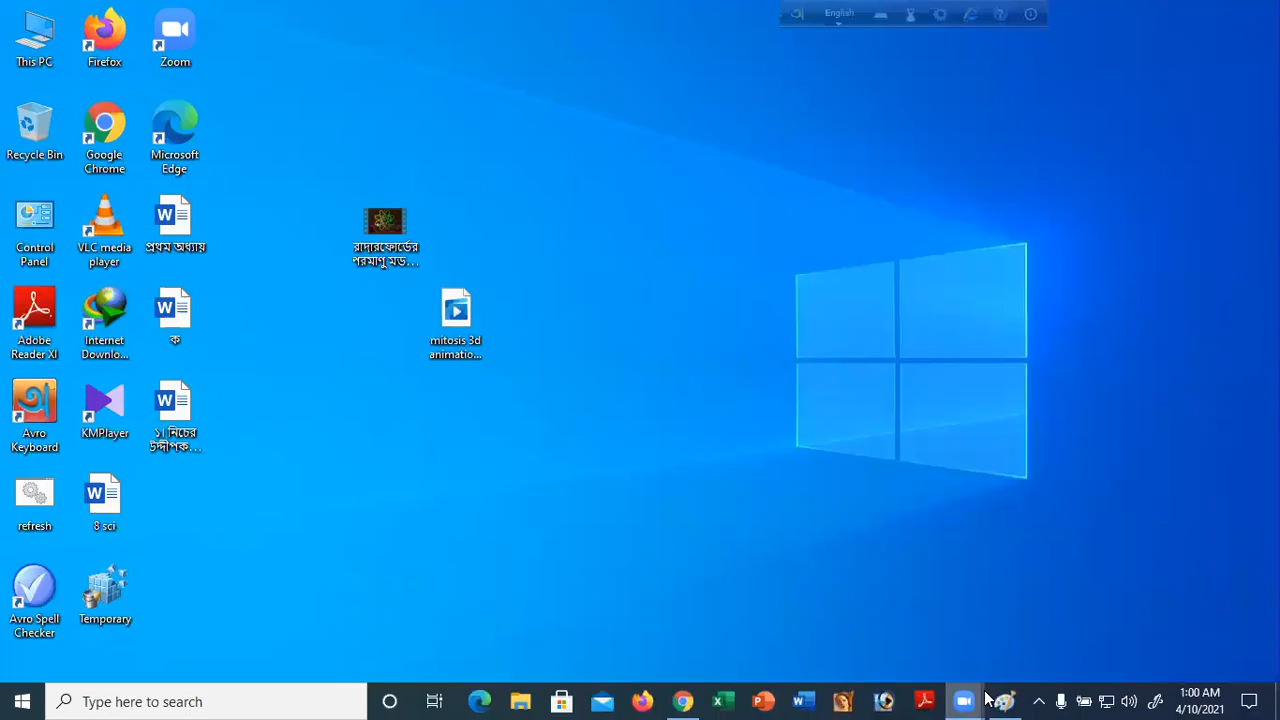 English
This PC
Firefox
Zoom
Recycle Bin
Google
Chrome
Microsoft
Edge
Control
Panel
VLC media
player
প্রথম অধ্যায়
রাদারফোর্ডের
পরমাণু মড...
Adobe
Reader XI
Internet
Downlo...
ক
mitosis 3d
animatio...
Avro
Keyboard
KMPlayer
১। নিচের
উদ্দীপক...
refresh
8 sci
Avro Spell
Checker
Temporary
Type here to search
1:00 AM
4/10/2021